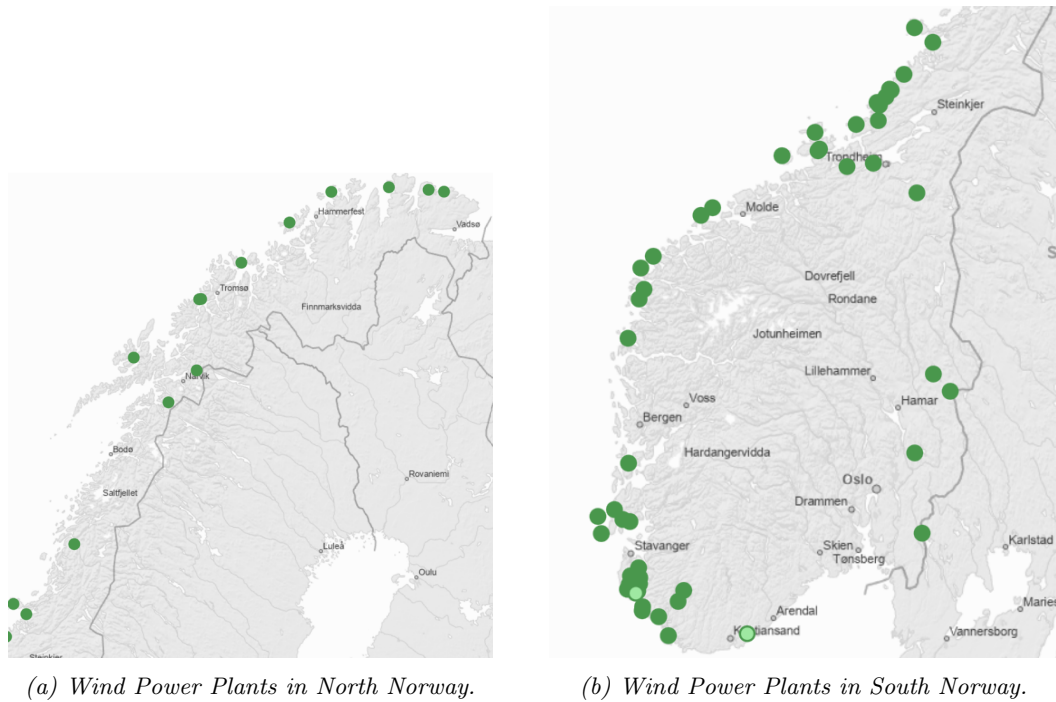 Hammerfest
Vadsø
Tromsø
Finnmarksvidda
Narvik
Bodø
Rovaniemi
Saltfjellet
Luleå
Oulu
Steinkjer
(a) Wind Power Plants in North Norway.
Steinkjer
Trondheim
Molde
Dovrefjell
Rondane
Jotunheimen
Lillehammer
Voss
Hamar
Bergen
Hardangervidda
Oslo
Drammen
Stavanger
Skien
Karlstad
Tønsberg
Arendal
Maries
Kristiansand
Vannersborg
S
(b) Wind Power Plants in South Norway.